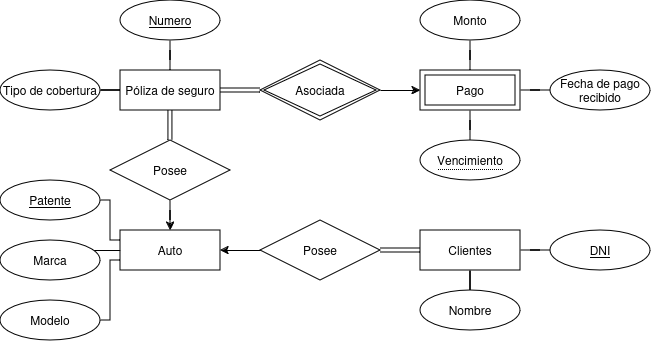 Numero
Monto
Tipo de cobertura
Póliza de seguro
Asociada
Pago
Fecha de pago
recibido
Vencimiento
Posee
Patente
Marca
Auto
Posee
Clientes
DNI
Modelo
Nombre